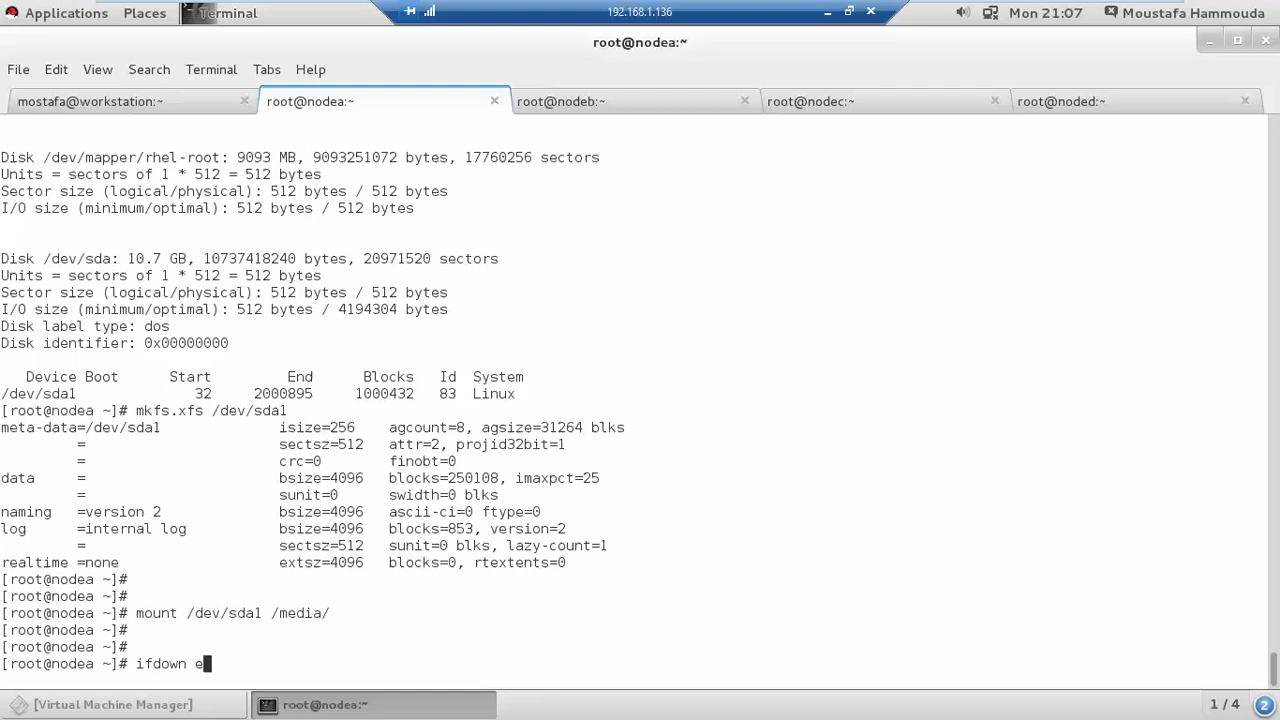 Applications Places Terminal 192.168.1.136 Mon 21:07 Moustafa Hammouda
root@nodea:~
File Edit View Search Terminal Tabs Help
mostafa@workstation:~ root@nodea:~ root@nodeb:~ root@nodec:~ root@noded:~
Disk /dev/mapper/rhel-root: 9093 MB, 9093251072 bytes, 17760256 sectors
Units = sectors of 1 * 512 = 512 bytes
Sector size (logical/physical): 512 bytes / 512 bytes
I/O size (minimum/optimal): 512 bytes / 512 bytes
Disk /dev/sda: 10.7 GB, 10737418240 bytes, 20971520 sectors
Units = sectors of 1 * 512 = 512 bytes
Sector size (logical/physical): 512 bytes / 512 bytes
I/O size (minimum/optimal): 512 bytes / 4194304 bytes
Disk label type: dos
Disk identifier: 0x00000000
Device Boot Start End Blocks Id System
/dev/sda1 32 2000895 1000432 83 Linux
[root@nodea ~]# mkfs.xfs /dev/sda1
meta-data=/dev/sda1 isize=256 agcount=8, agsize=31264 blks
= sectsz=512 attr=2, projid32bit=1
= crc=0 finobt=0
data = bsize=4096 blocks=250108, imaxpct=25
= sunit=0 swidth=0 blks
naming =version 2 bsize=4096 ascii-ci=0 ftype=0
log =internal log bsize=4096 blocks=853, version=2
= sectsz=512 sunit=0 blks, lazy-count=1
realtime =none extsz=4096 blocks=0, rtextents=0
[root@nodea ~]#
[root@nodea ~]#
[root@nodea ~]# mount /dev/sda1 /media/
[root@nodea ~]#
[root@nodea ~]#
[root@nodea ~]# ifdown e
[Virtual Machine Manager] root@nodea:~ 1 / 4 2